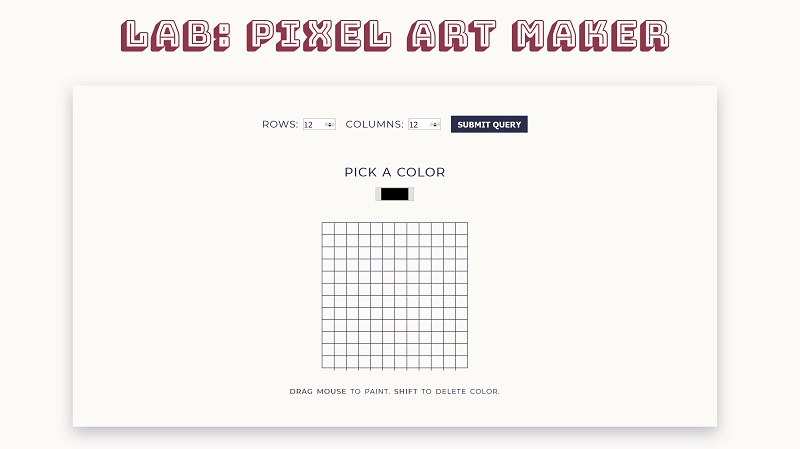 LAB: PIXEL ART MAKER
ROWS: 12 COLUMNS: 12 SUBMIT QUERY
PICK A COLOR
DRAG MOUSE TO PAINT. SHIFT TO DELETE COLOR.